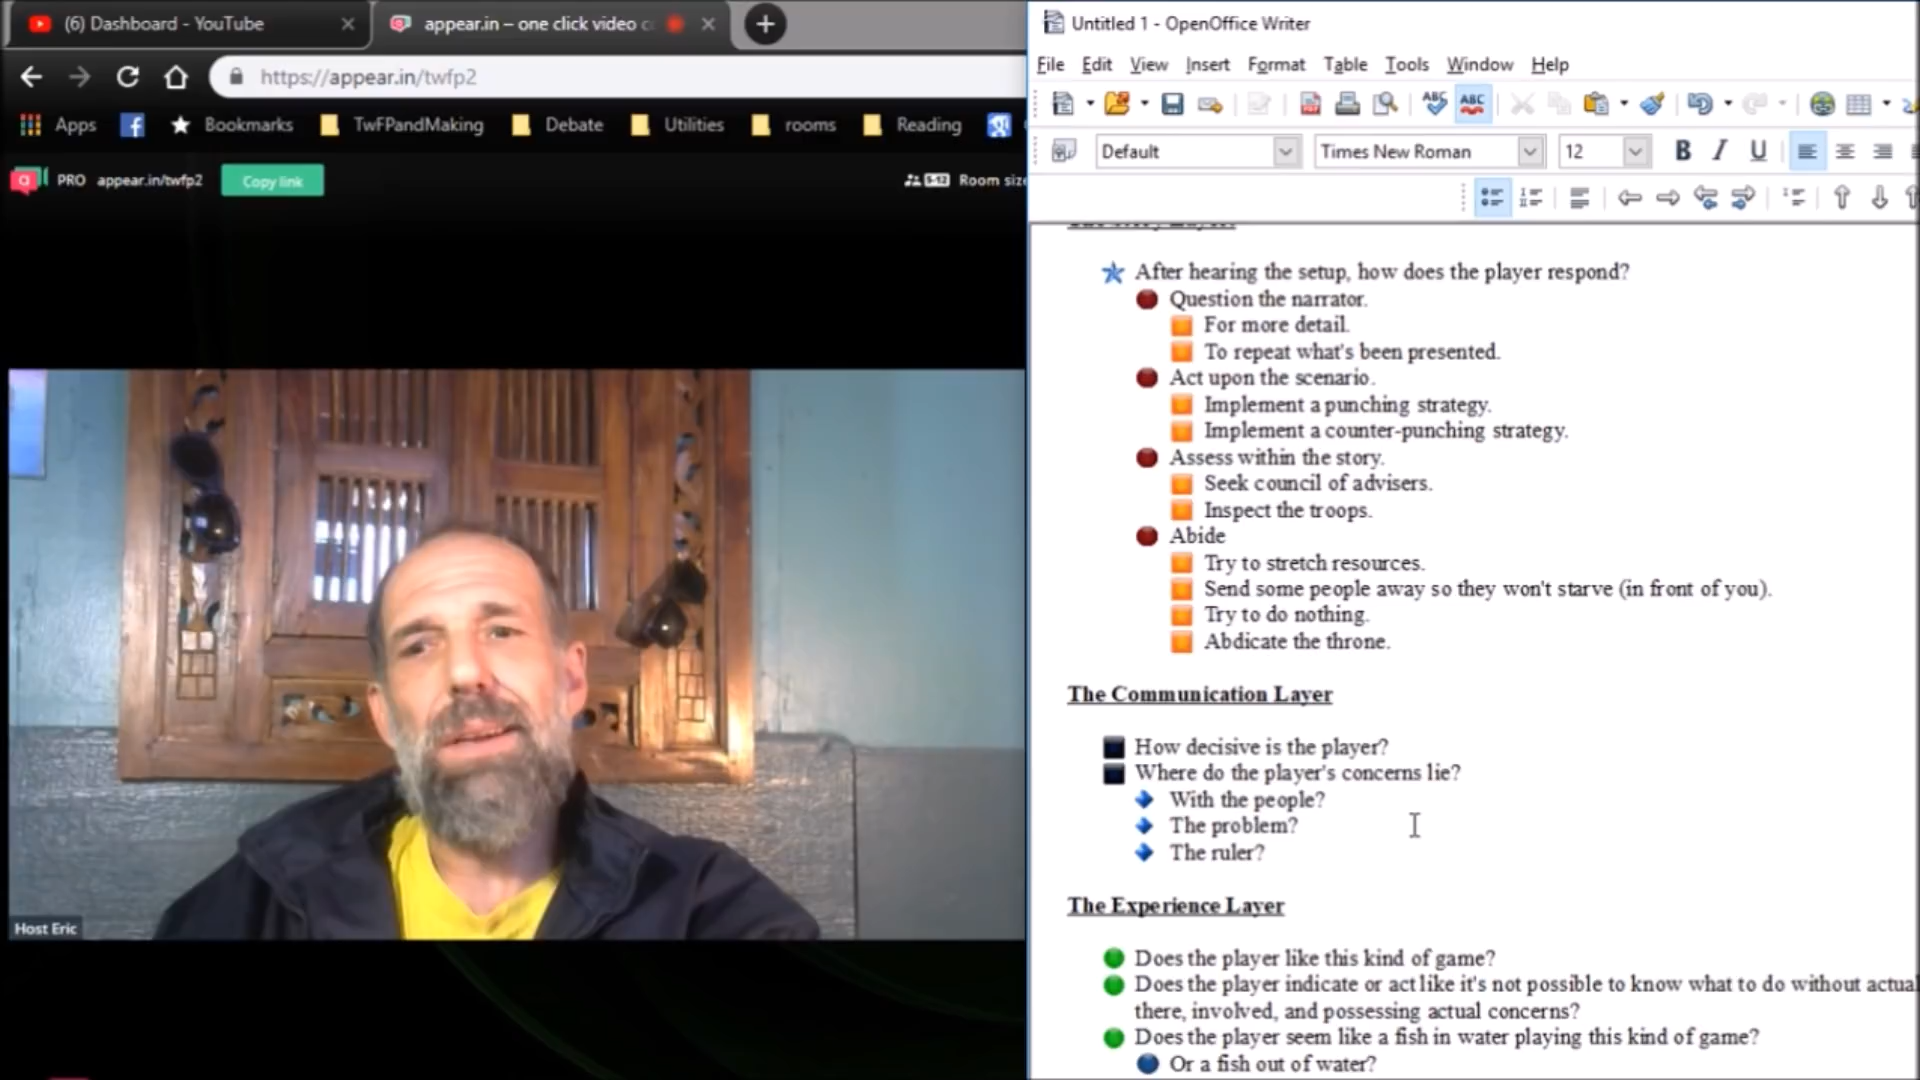 (6) Dashboard - YouTube
appear.in – one click video c
https://appear.in/twfp2
Apps
Bookmarks
TwFPandMaking
Debate
Utilities
rooms
Reading
PRO appear.in/twfp2
Copy link
5-12 Room size
Host Eric
Untitled 1 - OpenOffice Writer
File Edit View Insert Format Table Tools Window Help
ABC
ABC
Default
Times New Roman
12
B I U
After hearing the setup, how does the player respond?
Question the narrator.
For more detail.
To repeat what's been presented.
Act upon the scenario.
Implement a punching strategy.
Implement a counter-punching strategy.
Assess within the story.
Seek council of advisers.
Inspect the troops.
Abide
Try to stretch resources.
Send some people away so they won't starve (in front of you).
Try to do nothing.
Abdicate the throne.
The Communication Layer
How decisive is the player?
Where do the player's concerns lie?
With the people?
The problem?
The ruler?
The Experience Layer
Does the player like this kind of game?
Does the player indicate or act like it's not possible to know what to do without actual
there, involved, and possessing actual concerns?
Does the player seem like a fish in water playing this kind of game?
Or a fish out of water?